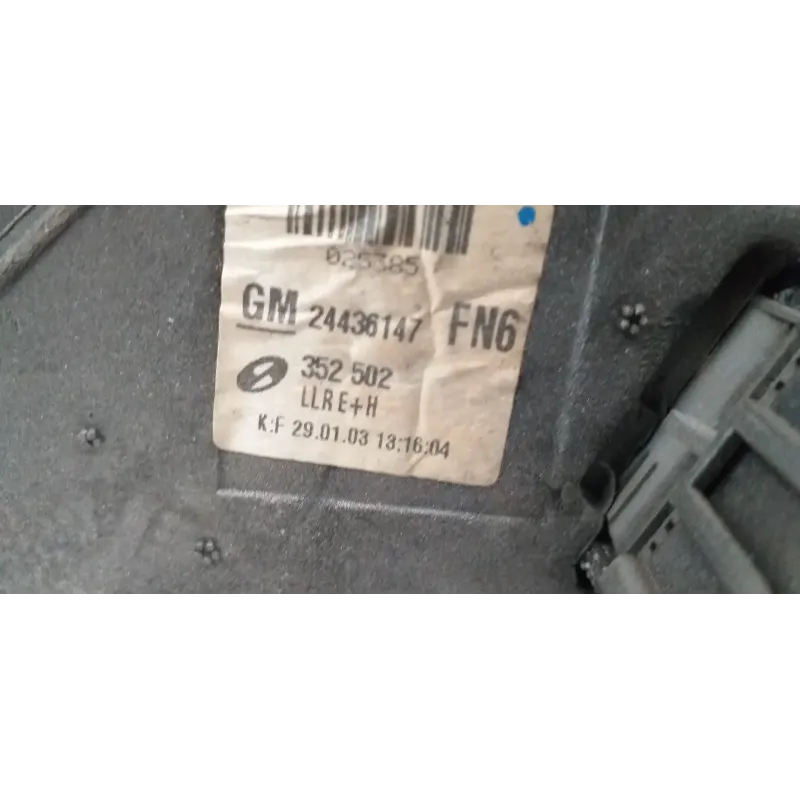 025385
GM 24436147 FN6
352 502
LLRE+H
K:F 29.01.03 13:16:04